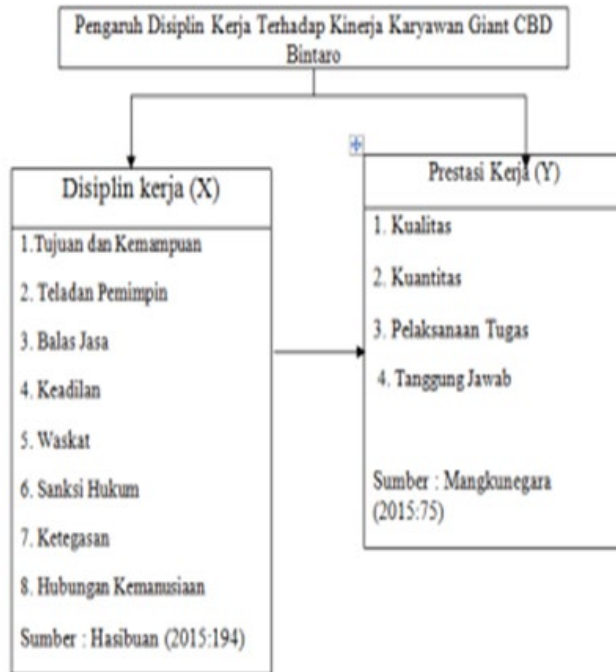 Pengaruh Disiplin Kerja Terhadap Kinerja Karyawan Giant CBD
Bintaro
Disiplin kerja (X)
1.Tujuan dan Kemampuan
2. Teladan Pemimpin
3. Balas Jasa
4. Keadilan
5. Waskat
6. Sanksi Hukum
7. Ketegasan
8. Hubungan Kemanusiaan
Sumber : Hasibuan (2015:194)
Prestasi Kerja (Y)
1. Kualitas
2. Kuantitas
3. Pelaksanaan Tugas
4. Tanggung Jawab
Sumber : Mangkunegara
(2015:75)